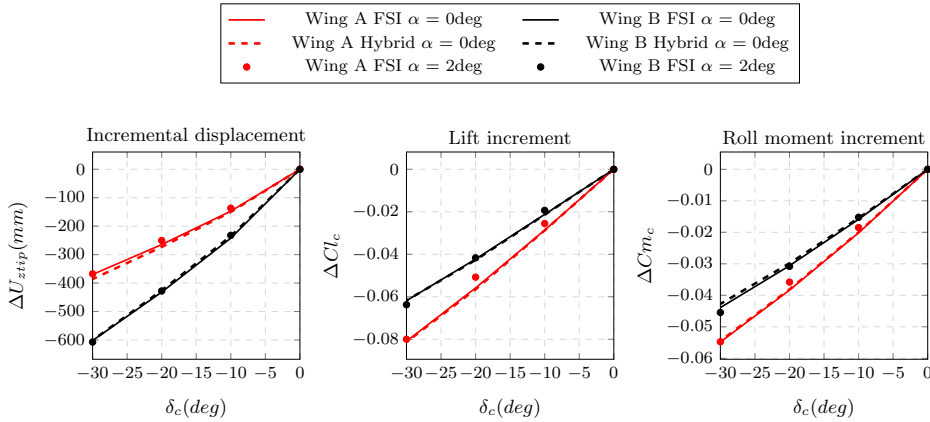 Wing A FSI α = 0deg
Wing B FSI α = 0deg
Wing A Hybrid α = 0deg
Wing B Hybrid α = 0deg
Wing A FSI α = 2deg
Wing B FSI α = 2deg
Incremental displacement
0
−100
−200
−300
−400
−500
−600
ΔU_{ztip}(mm)
−30 −25 −20 −15 −10 −5 0
δ_c(deg)
Lift increment
0
−0.02
−0.04
−0.06
−0.08
ΔCl_c
−30 −25 −20 −15 −10 −5 0
δ_c(deg)
Roll moment increment
0
−0.01
−0.02
−0.03
−0.04
−0.05
−0.06
ΔCm_c
−30 −25 −20 −15 −10 −5 0
δ_c(deg)